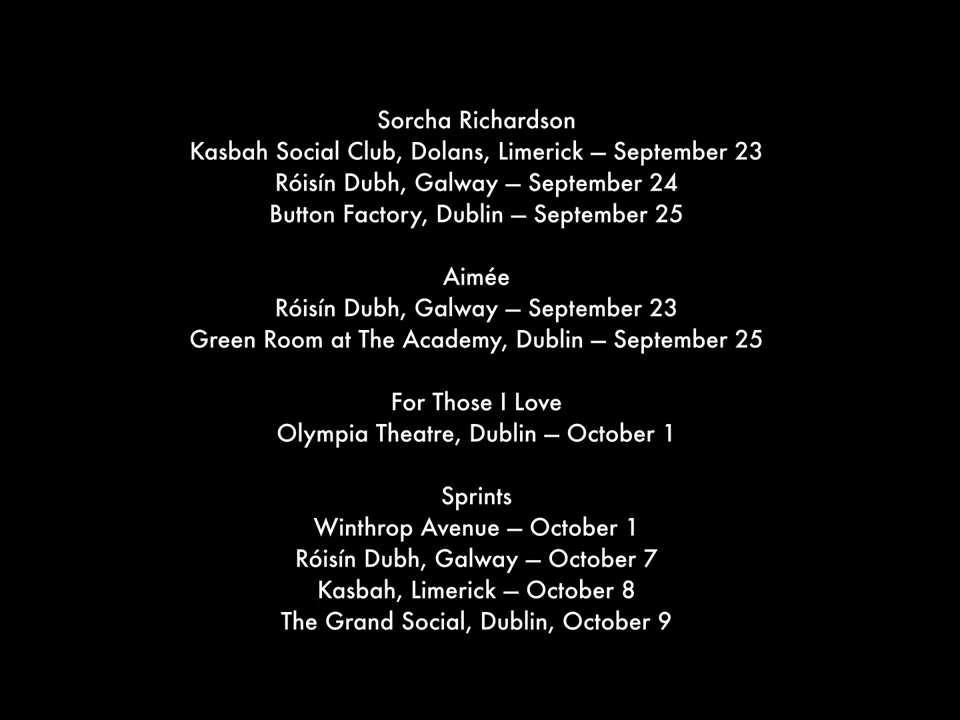 Sorcha Richardson
Kasbah Social Club, Dolans, Limerick — September 23
Róisín Dubh, Galway — September 24
Button Factory, Dublin — September 25
Aimée
Róisín Dubh, Galway — September 23
Green Room at The Academy, Dublin — September 25
For Those I Love
Olympia Theatre, Dublin — October 1
Sprints
Winthrop Avenue — October 1
Róisín Dubh, Galway — October 7
Kasbah, Limerick — October 8
The Grand Social, Dublin, October 9